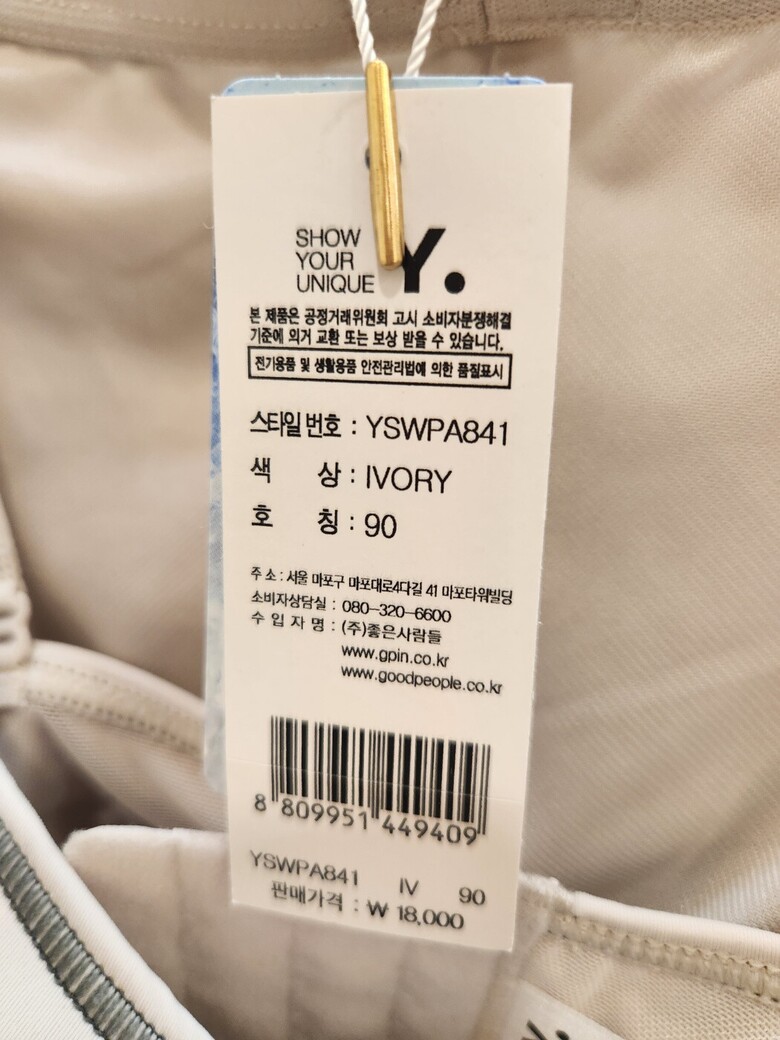 SHOW
YOUR
UNIQUE
Y.
본 제품은 공정거래위원회 고시 소비자분쟁해결
기준에 의거 교환 또는 보상 받을 수 있습니다.
전기용품 및 생활용품 안전관리법에 의한 품질표시
스타일 번호 : YSWPA841
색 상 : IVORY
호 칭 : 90
주 소 : 서울 마포구 마포대로4다길 41 마포타워빌딩
소비자상담실 : 080-320-6600
수 입 자 명 : (주)좋은사람들
www.gpin.co.kr
www.goodpeople.co.kr
8 809951 449409
YSWPA841 IV 90
판매가격 : ₩ 18,000
Y.